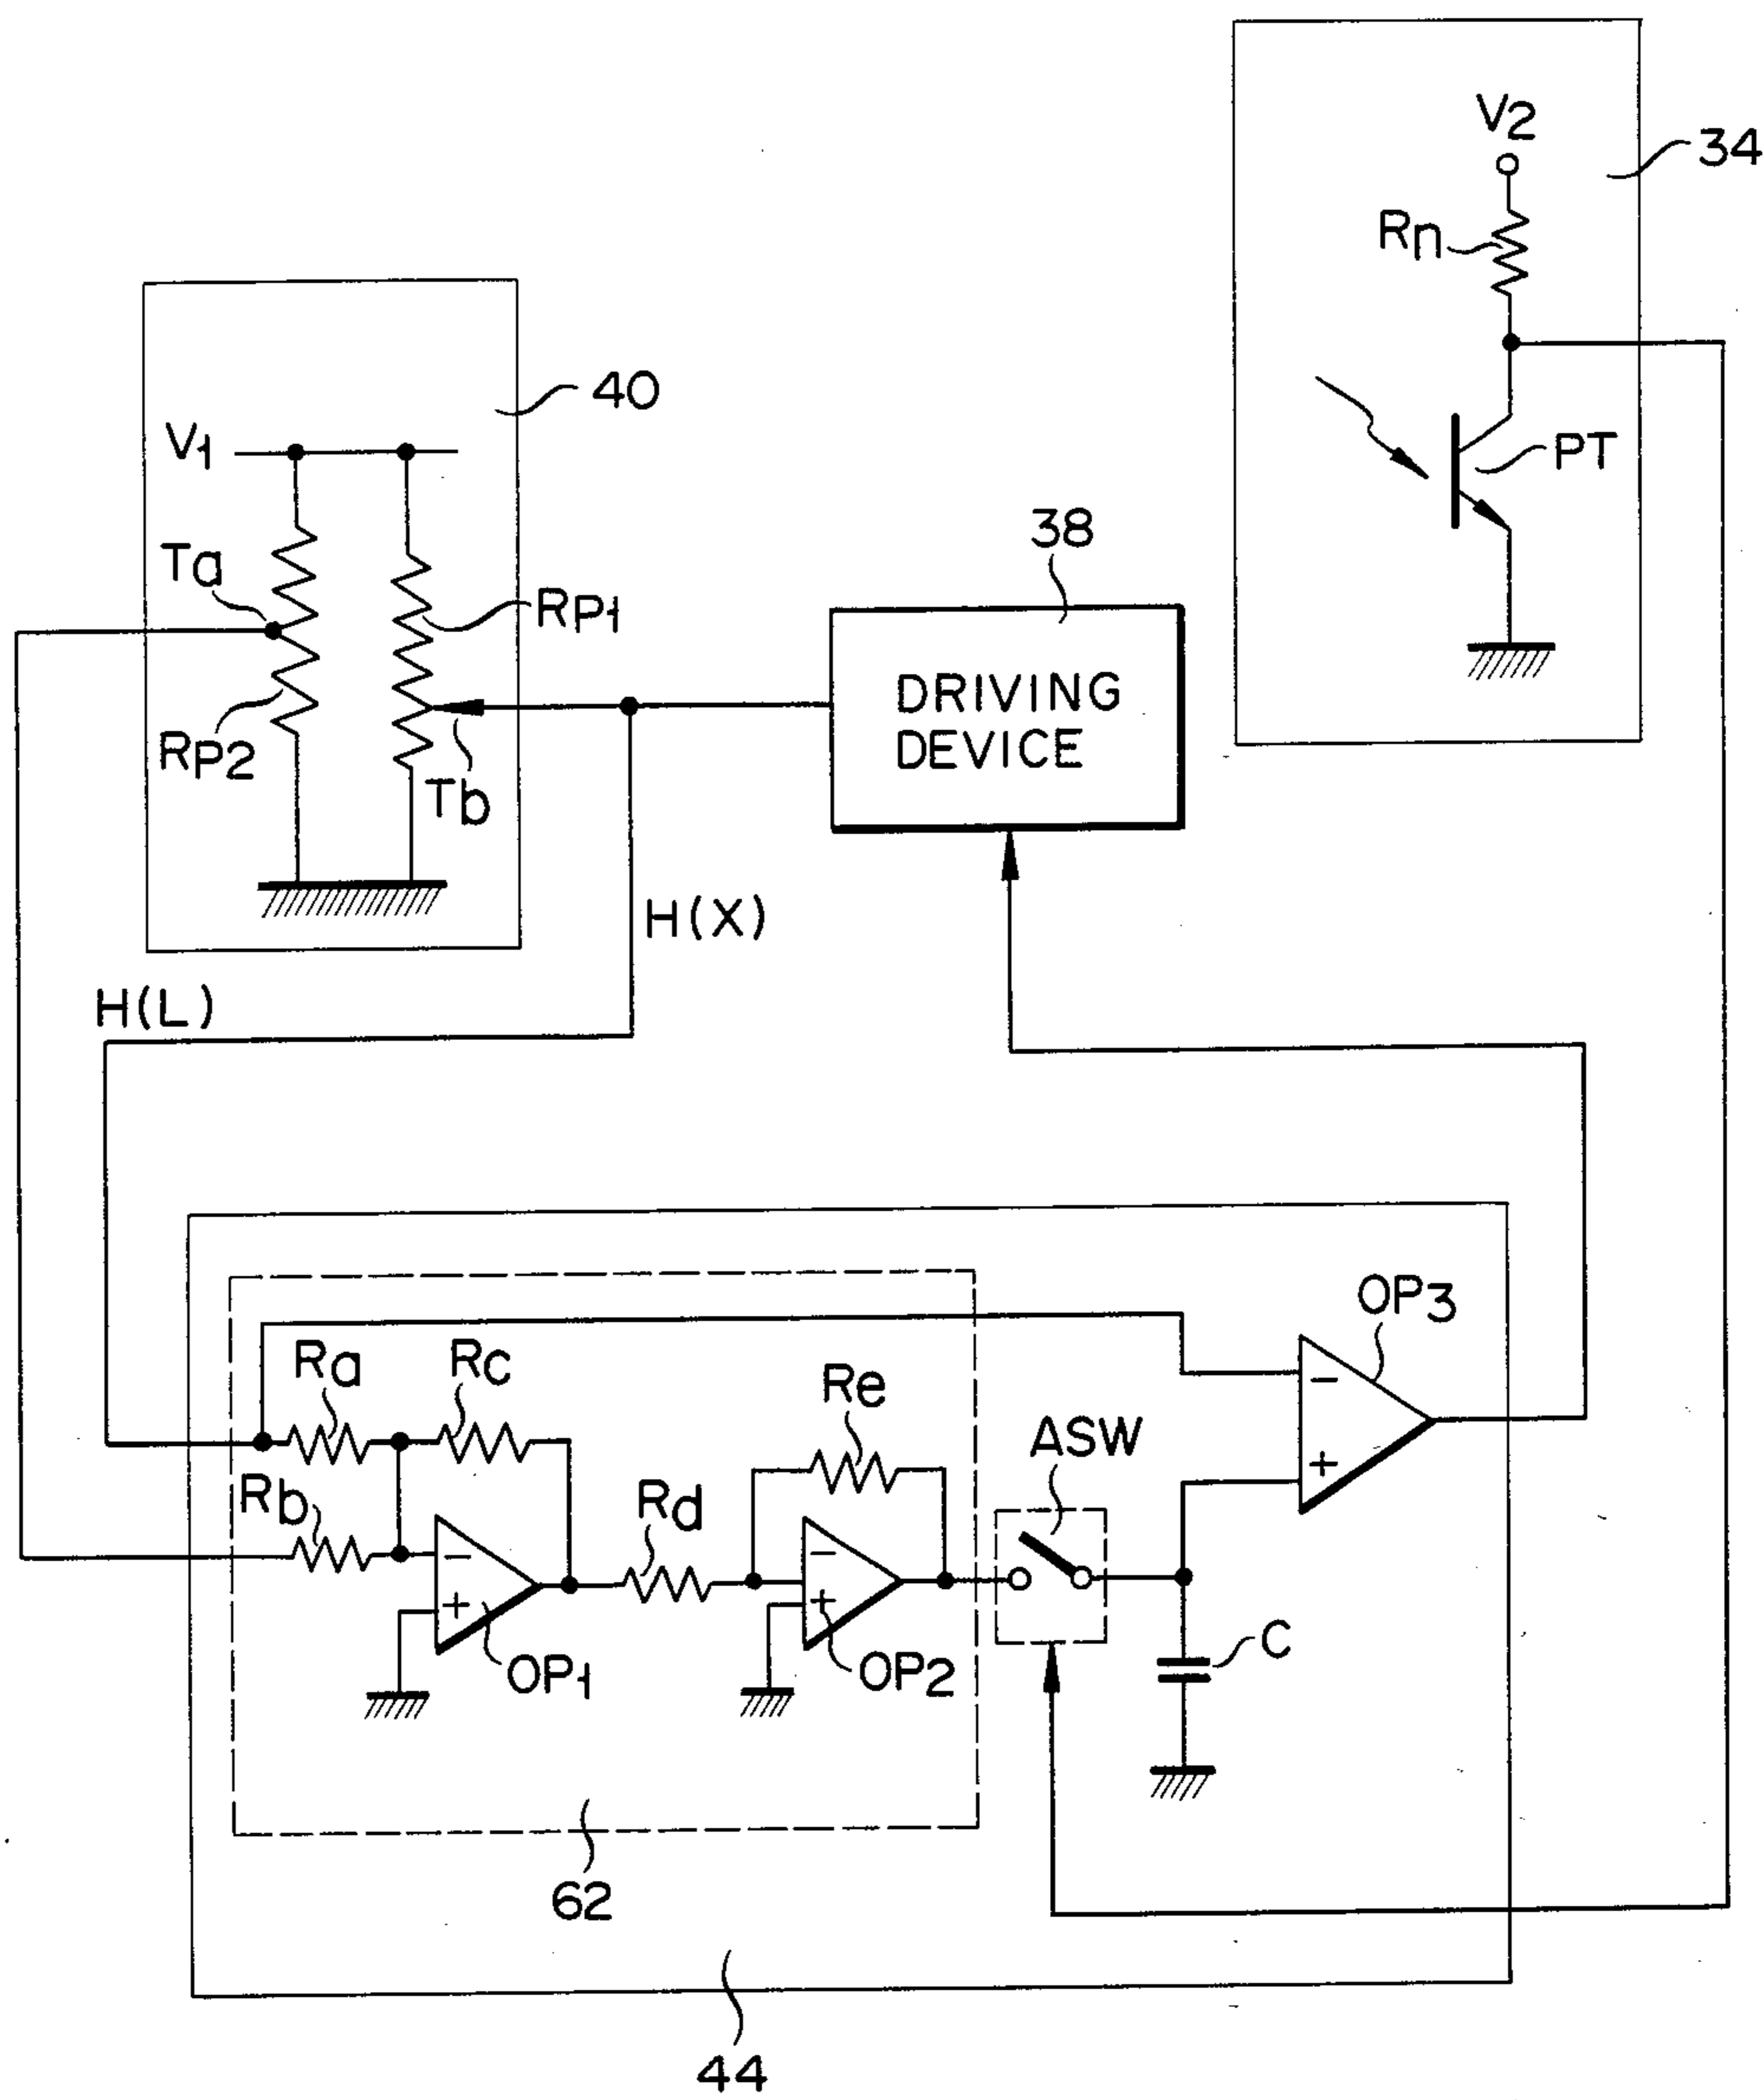 V2
34
Rn
40
V1
PT
38
Ta
RP1
DRIVING
DEVICE
RP2
Tb
H(X)
H(L)
OP3
Ra
Rc
Re
ASW
−
Rb
Rd
+
−
−
+
+
C
OP1
OP2
62
44